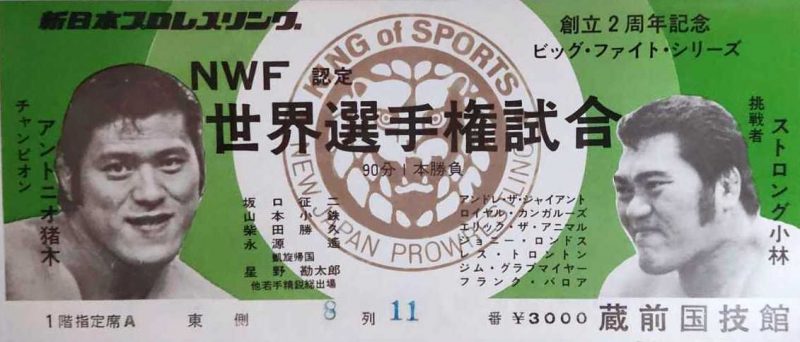 新日本プロレスリング
創立2周年記念
ビッグ・ファイト・シリーズ
KING of SPORTS
NEW JAPAN PROWRESTLING
NWF 認定
世界選手権試合
90分1本勝負
チャンピオン
アントニオ猪木
挑戦者
ストロング小林
坂口征二
山本小鉄
柴田勝久
永源遙
凱旋帰国
星野勘太郎
他若手精鋭総出場
アンドレ・ザ・ジャイアント
ロイヤル・カンガルーズ
エリック・ザ・アニマル
ジョニー・ロンドス
レス・トロントン
ジム・グラブマイヤー
フランク・バロア
1階指定席A 東側 8列 11番 ¥3000 蔵前国技館